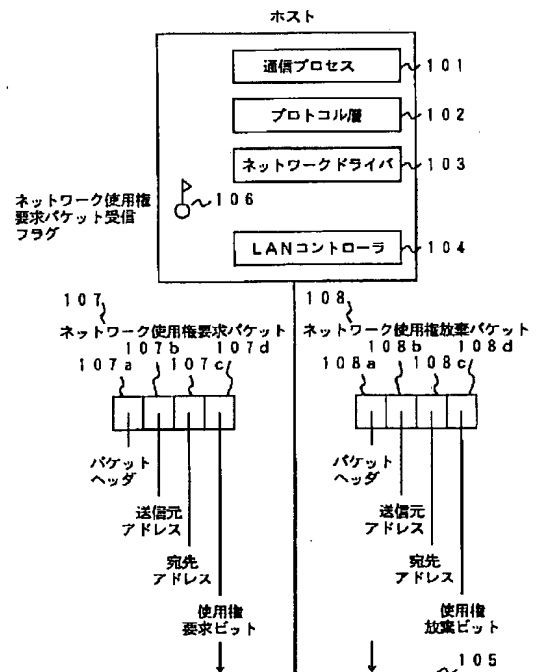 ホスト
通信プロセス 101
プロトコル層 102
ネットワークドライバ 103
ネットワーク使用権
要求パケット受信
フラグ
106
LANコントローラ 104
107
ネットワーク使用権要求パケット
107b 107d
107a 107c
パケット
ヘッダ
送信元
アドレス
宛先
アドレス
使用権
要求ビット
108
ネットワーク使用権放棄パケット
108b 108d
108a 108c
パケット
ヘッダ
送信元
アドレス
宛先
アドレス
使用権
放棄ビット
105